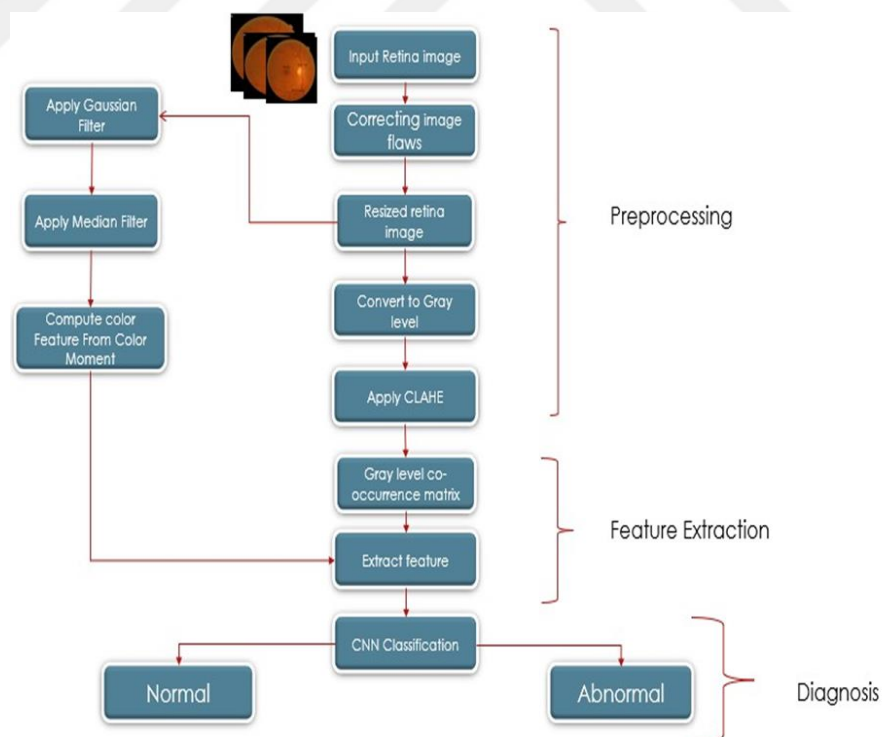 Input Retina image
Apply Gaussian
Filter
Correcting image
flaws
Apply Median Filter
Resized retina
image
Preprocessing
Compute color
Feature From Color
Moment
Convert to Gray
level
Apply CLAHE
Gray level co-
occurrence matrix
Feature Extraction
Extract feature
CNN Classification
Normal
Abnormal
Diagnosis